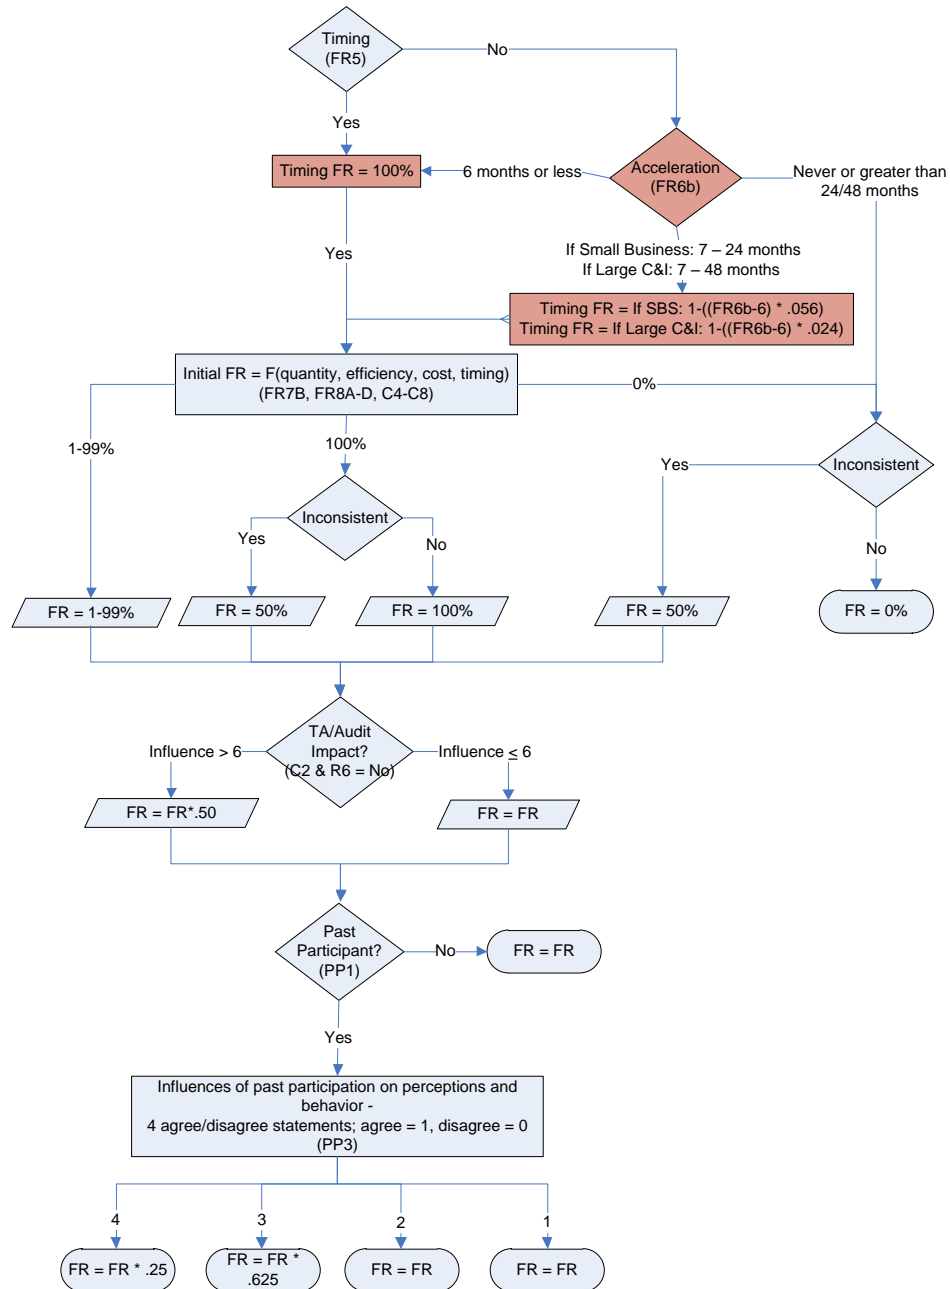 Timing
(FR5)
No
Yes
Timing FR = 100%
6 months or less
Acceleration
(FR6b)
Never or greater than
24/48 months
If Small Business: 7 – 24 months
If Large C&I: 7 – 48 months
Yes
Timing FR = If SBS: 1-((FR6b-6) * .056)
Timing FR = If Large C&I: 1-((FR6b-6) * .024)
Initial FR = F(quantity, efficiency, cost, timing)
(FR7B, FR8A-D, C4-C8)
0%
1-99%
100%
Inconsistent
Yes
Inconsistent
Yes
No
No
FR = 1-99%
FR = 50%
FR = 100%
FR = 50%
FR = 0%
TA/Audit
Impact?
(C2 & R6 = No)
Influence > 6
Influence ≤ 6
FR = FR*.50
FR = FR
Past
Participant?
(PP1)
No
FR = FR
Yes
Influences of past participation on perceptions and
behavior -
4 agree/disagree statements; agree = 1, disagree = 0
(PP3)
4
3
2
1
FR = FR * .25
FR = FR *
.625
FR = FR
FR = FR